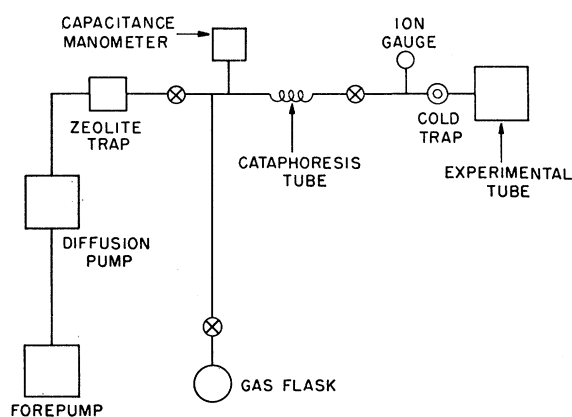 CAPACITANCE
MANOMETER
ION
GAUGE
ZEOLITE
TRAP
COLD
TRAP
CATAPHORESIS
TUBE
EXPERIMENTAL
TUBE
DIFFUSION
PUMP
GAS FLASK
FOREPUMP